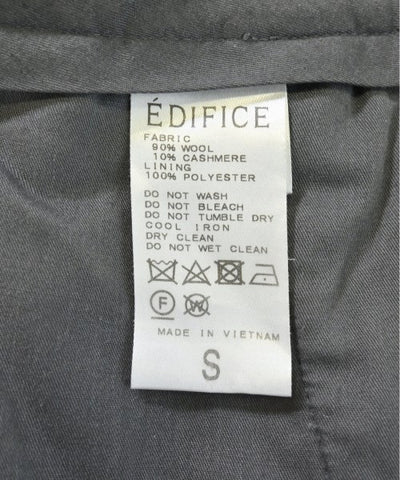 ÉDIFICE
FABRIC
90% WOOL
10% CASHMERE
LINING
100% POLYESTER
DO NOT WASH
DO NOT BLEACH
DO NOT TUMBLE DRY
COOL IRON
DRY CLEAN
DO NOT WET CLEAN
F W
MADE IN VIETNAM
S